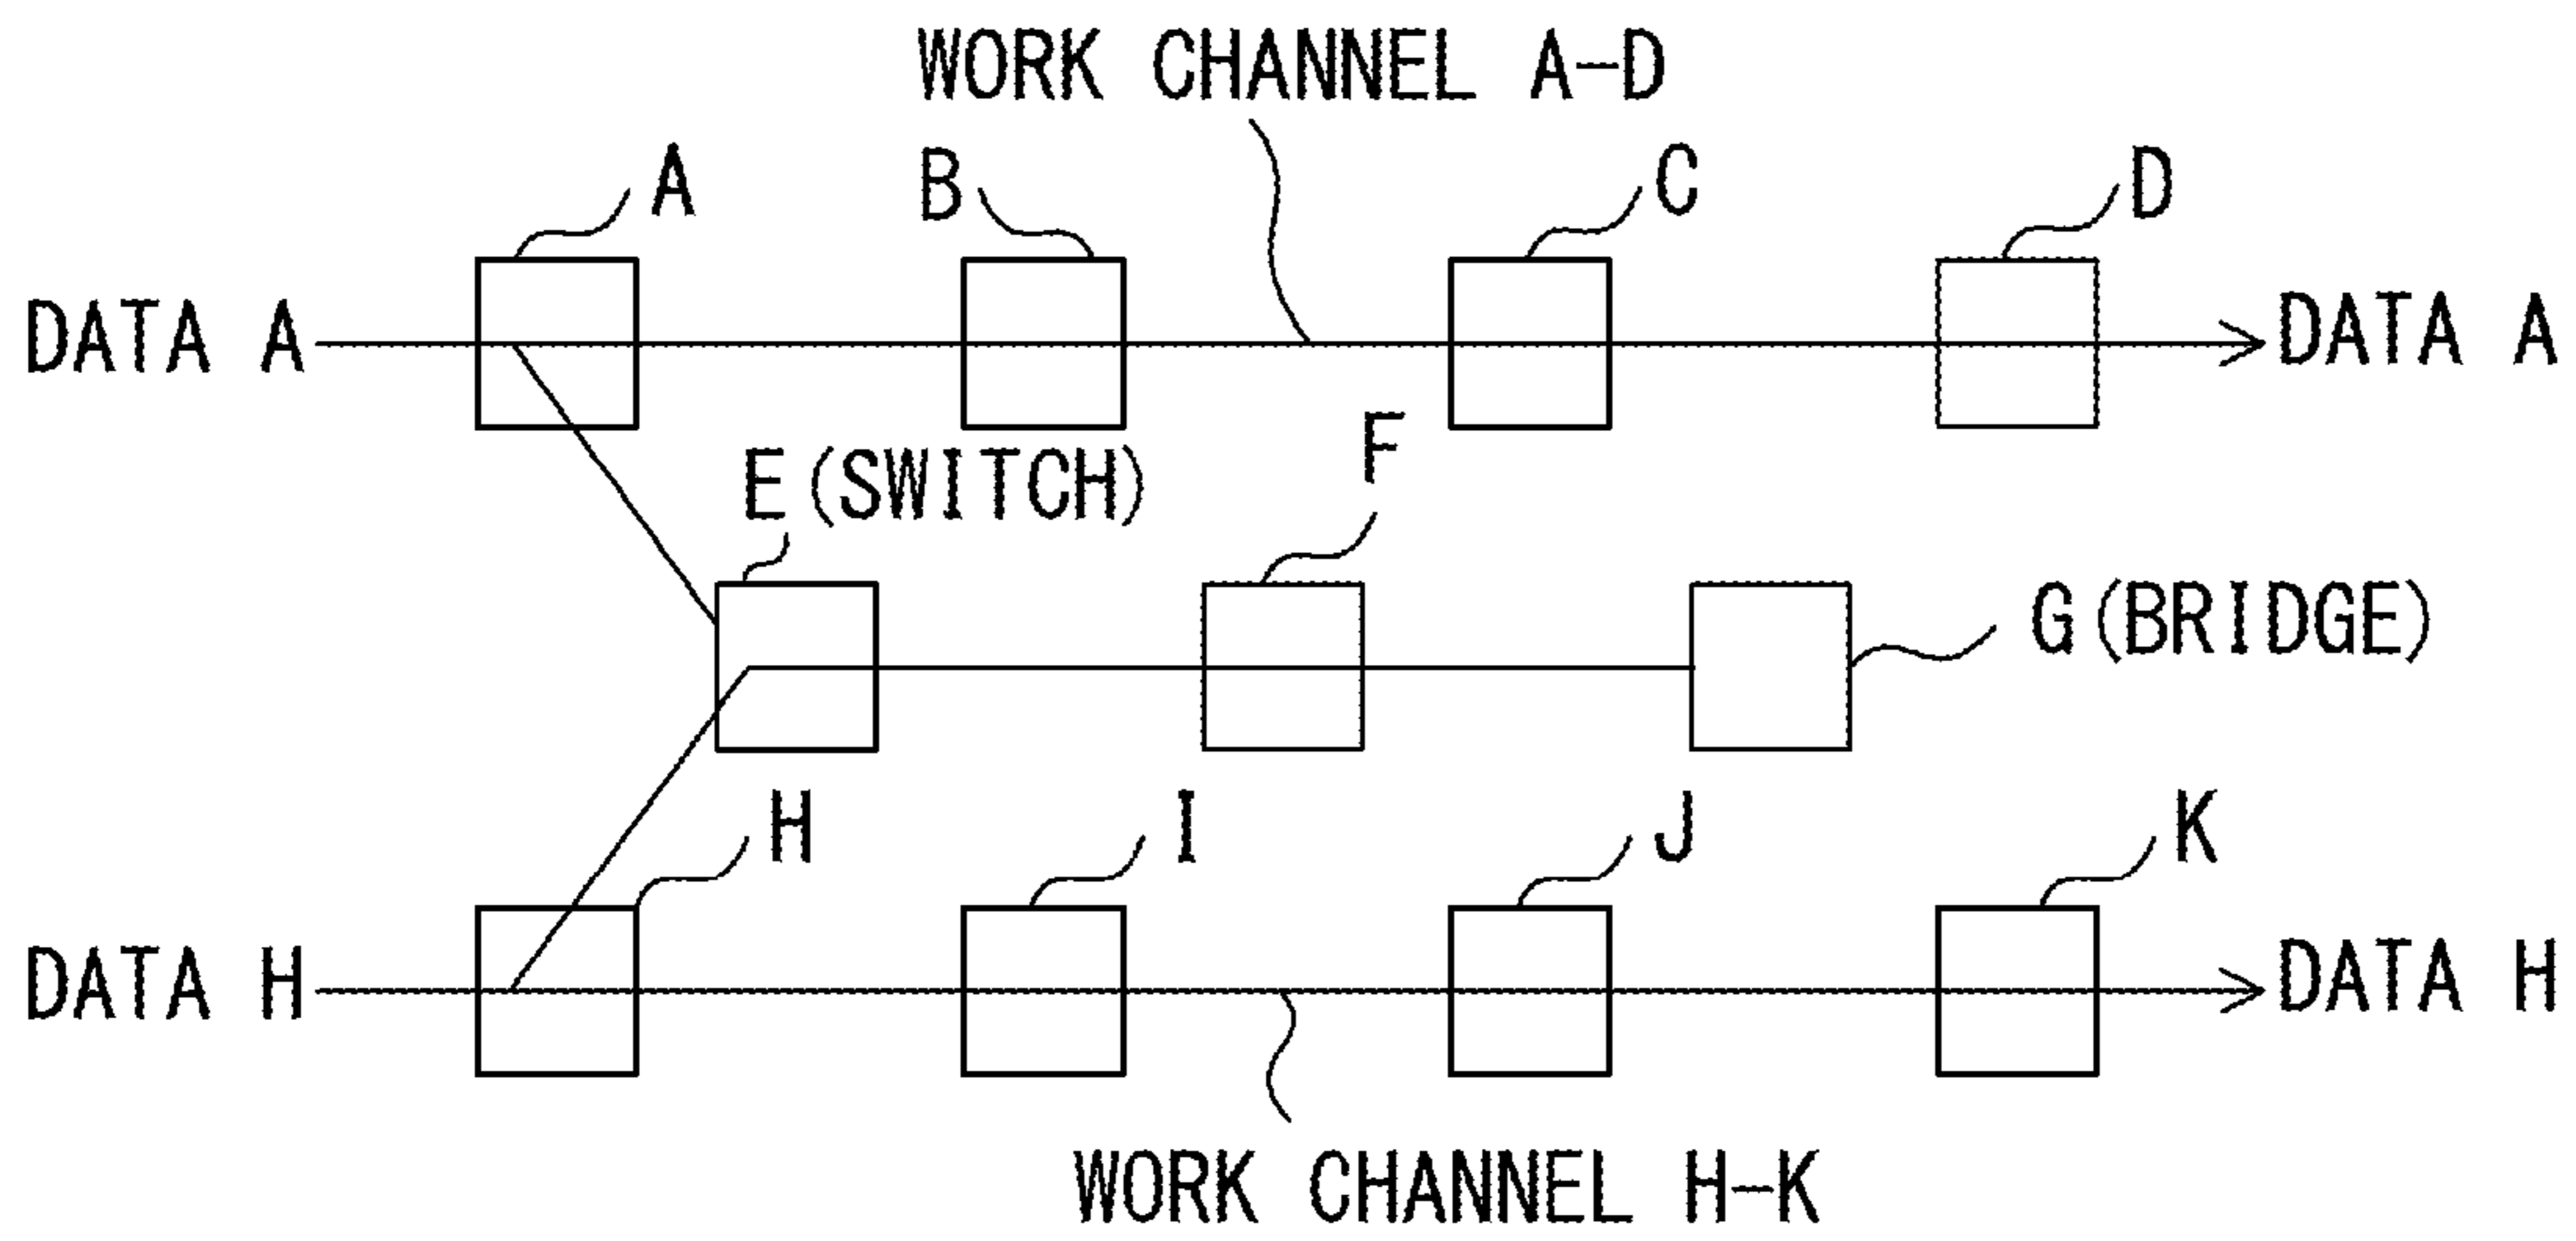 WORK CHANNEL A-D
A
B
C
D
DATA A
DATA A
E(SWITCH)
F
G(BRIDGE)
H
I
J
K
DATA H
DATA H
WORK CHANNEL H-K